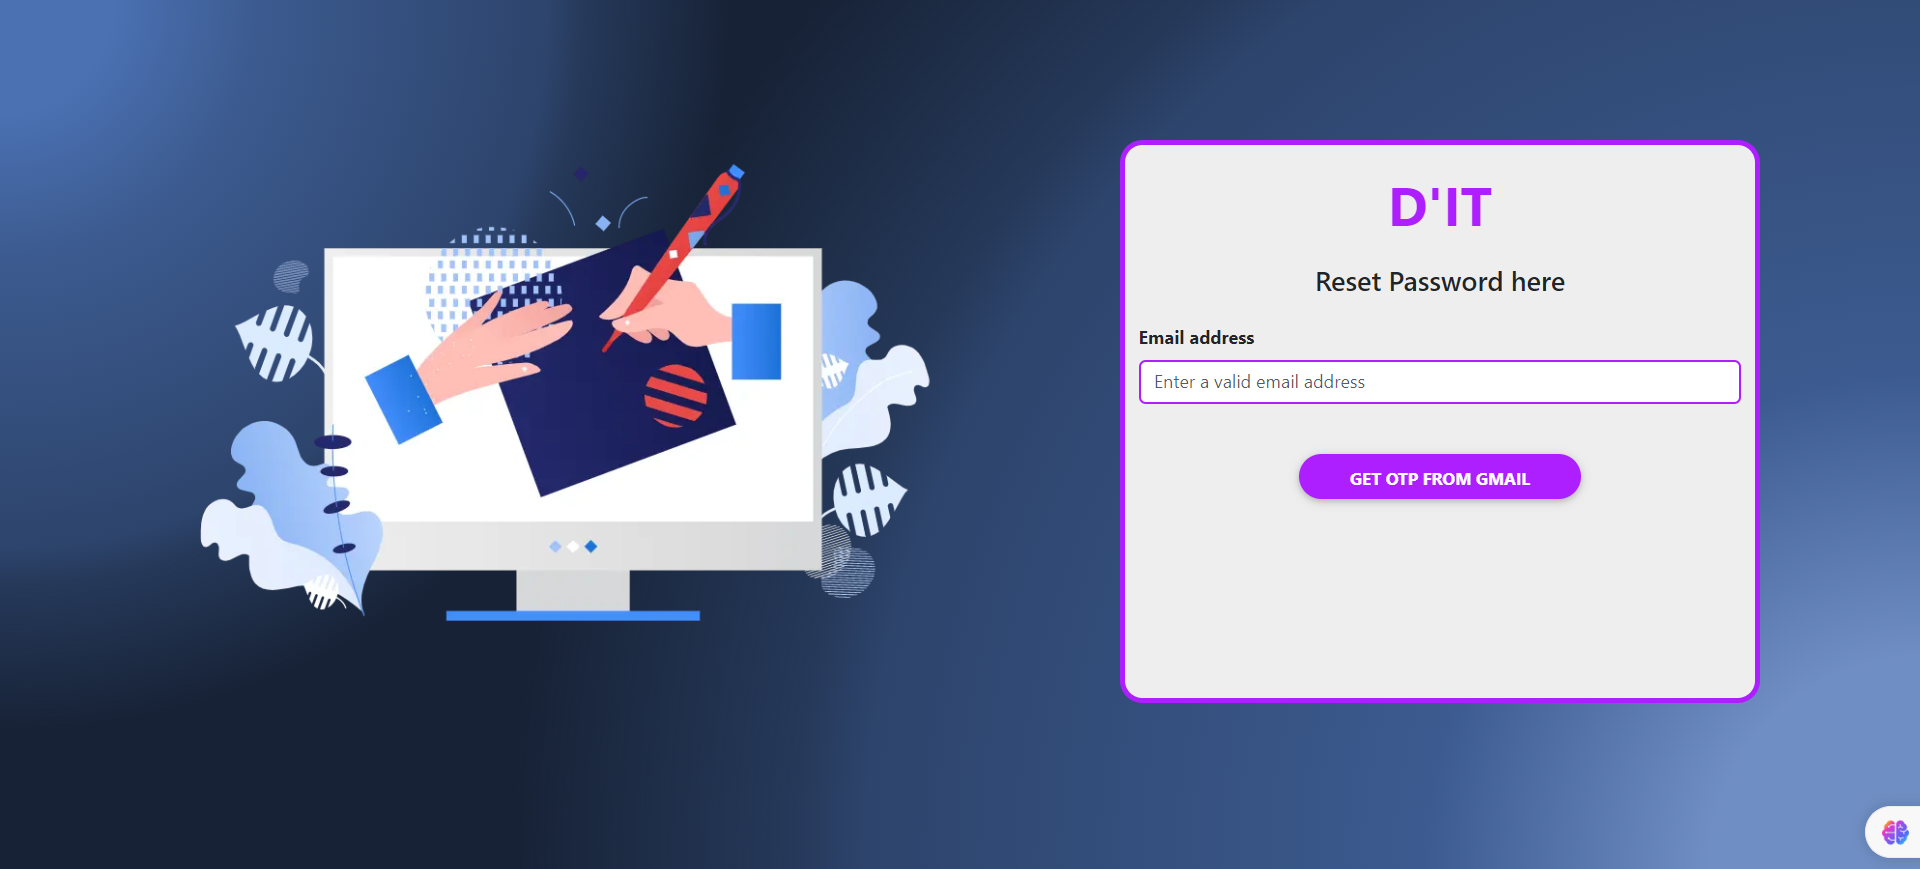 D'IT
Reset Password here
Email address
Enter a valid email address
GET OTP FROM GMAIL